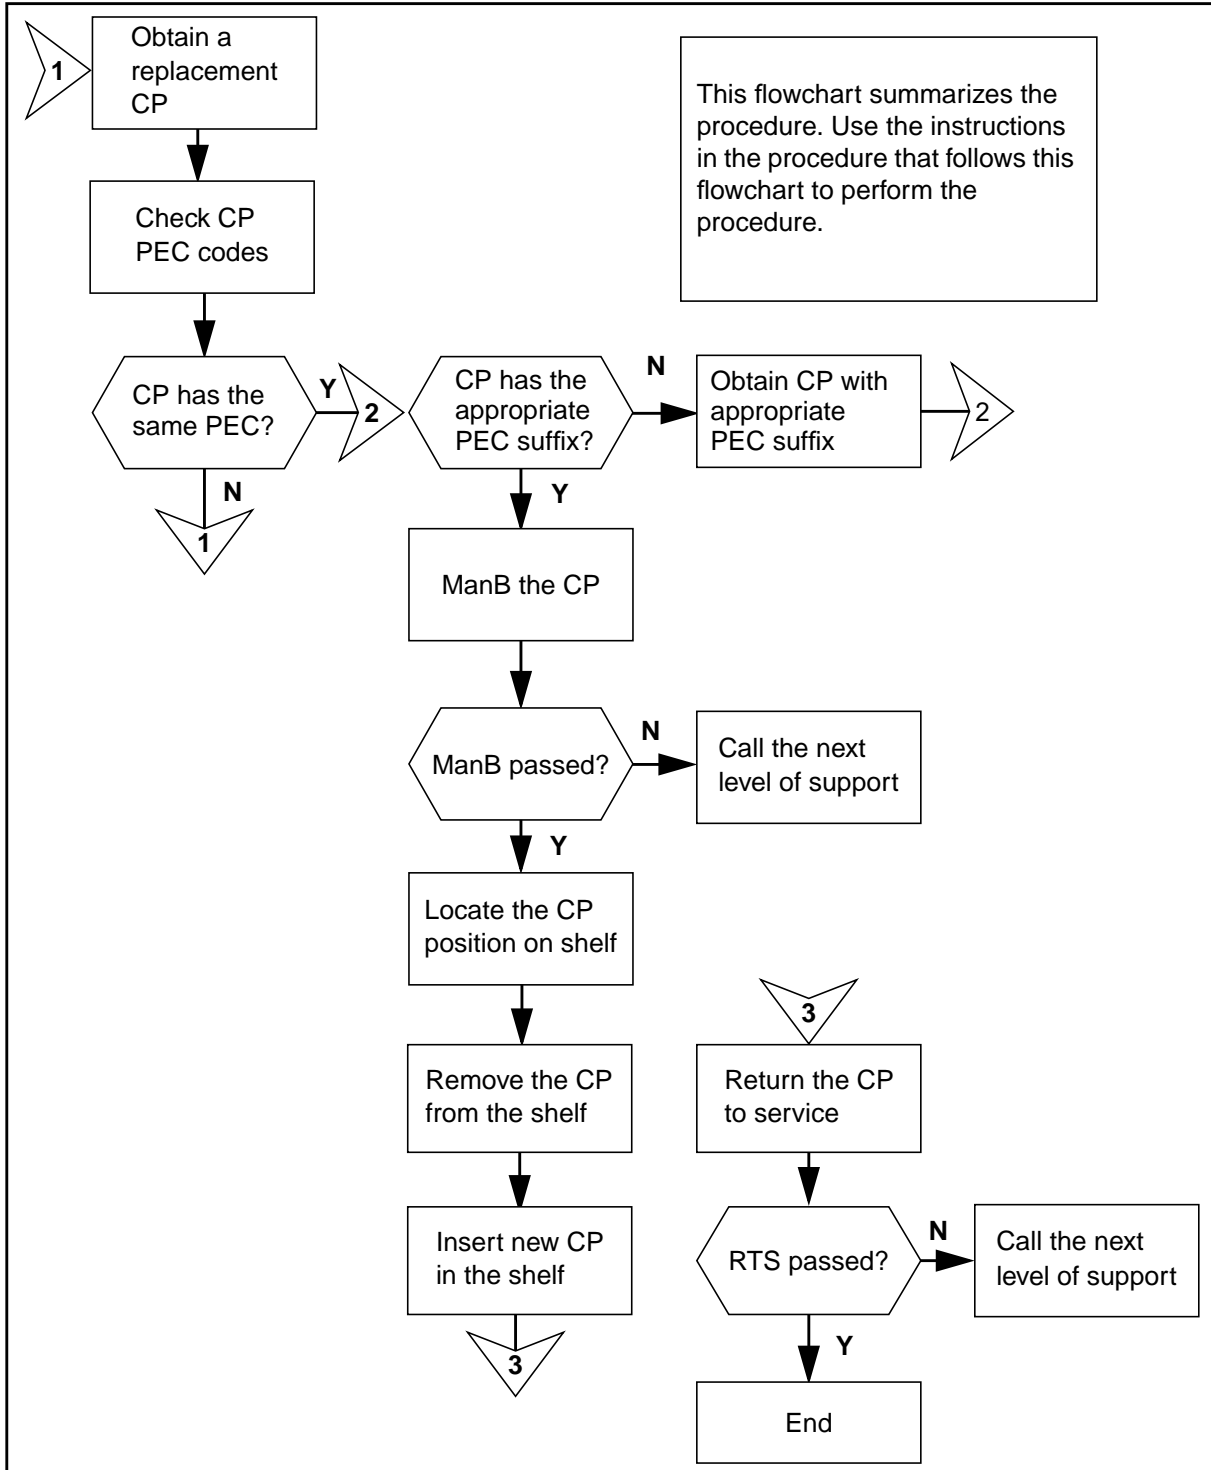 1
Obtain a
replacement
CP
This flowchart summarizes the
procedure. Use the instructions
in the procedure that follows this
flowchart to perform the
procedure.
Check CP
PEC codes
CP has the
same PEC?
Y
2
N
1
CP has the
appropriate
PEC suffix?
N
Obtain CP with
appropriate
PEC suffix
2
Y
ManB the CP
ManB passed?
N
Call the next
level of support
Y
Locate the CP
position on shelf
Remove the CP
from the shelf
Insert new CP
in the shelf
3
3
Return the CP
to service
RTS passed?
N
Call the next
level of support
Y
End